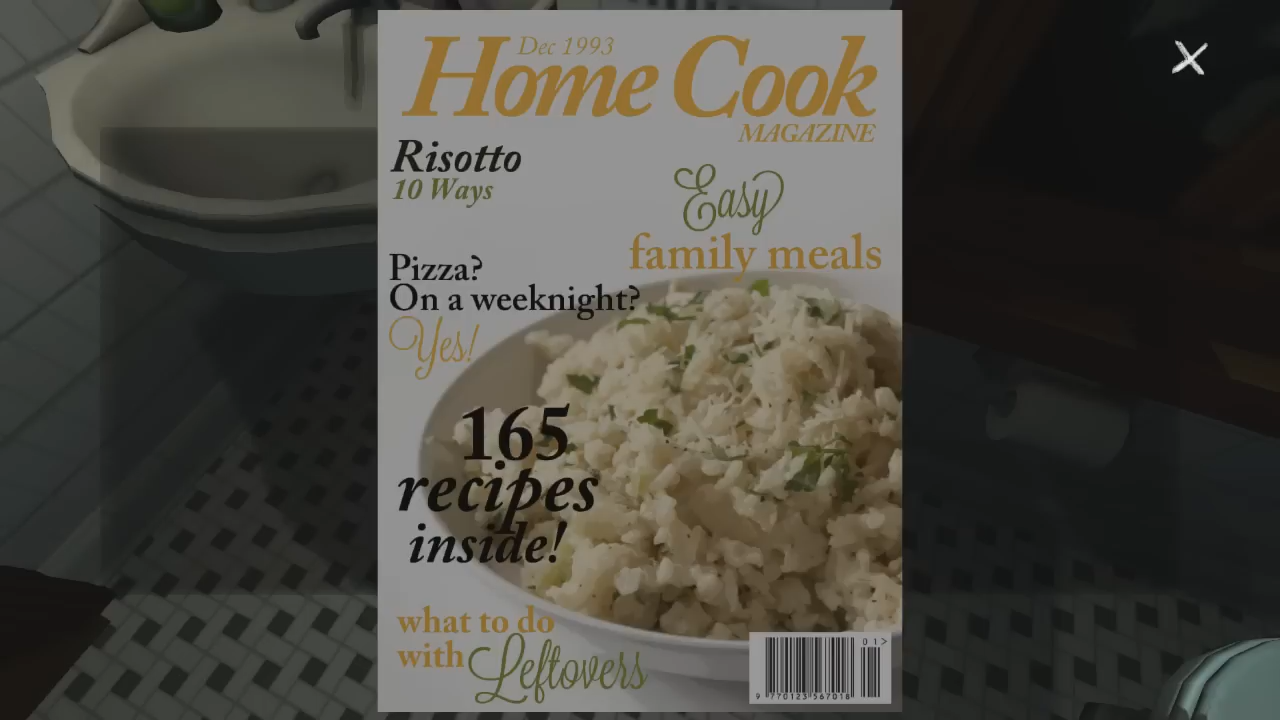 Dec 1993
Home Cook
MAGAZINE
Risotto
10 Ways
Easy
family meals
Pizza?
On a weeknight?
Yes!
165
recipes
inside!
what to do
with Leftovers
01>
9 770123 567018